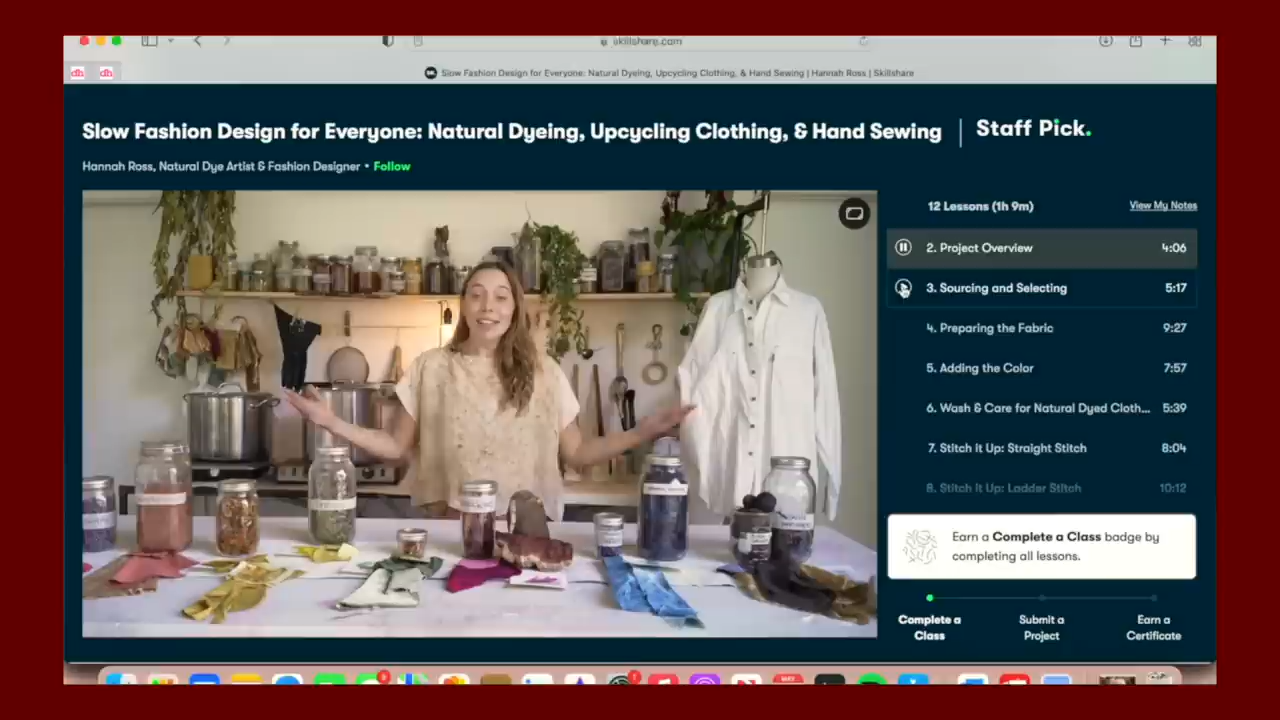 skillshare.com
dh
dh
Slow Fashion Design for Everyone: Natural Dyeing, Upcycling Clothing, & Hand Sewing | Hannah Ross | Skillshare
Slow Fashion Design for Everyone: Natural Dyeing, Upcycling Clothing, & Hand Sewing
Staff Pick.
Hannah Ross, Natural Dye Artist & Fashion Designer • Follow
12 Lessons (1h 9m)
View My Notes
2. Project Overview 4:06
3. Sourcing and Selecting 5:17
4. Preparing the Fabric 9:27
5. Adding the Color 7:57
6. Wash & Care for Natural Dyed Cloth... 5:39
7. Stitch it Up: Straight Stitch 8:04
8. Stitch it Up: Ladder Stitch 10:12
Earn a Complete a Class badge by
completing all lessons.
Complete a
Class
Submit a
Project
Earn a
Certificate